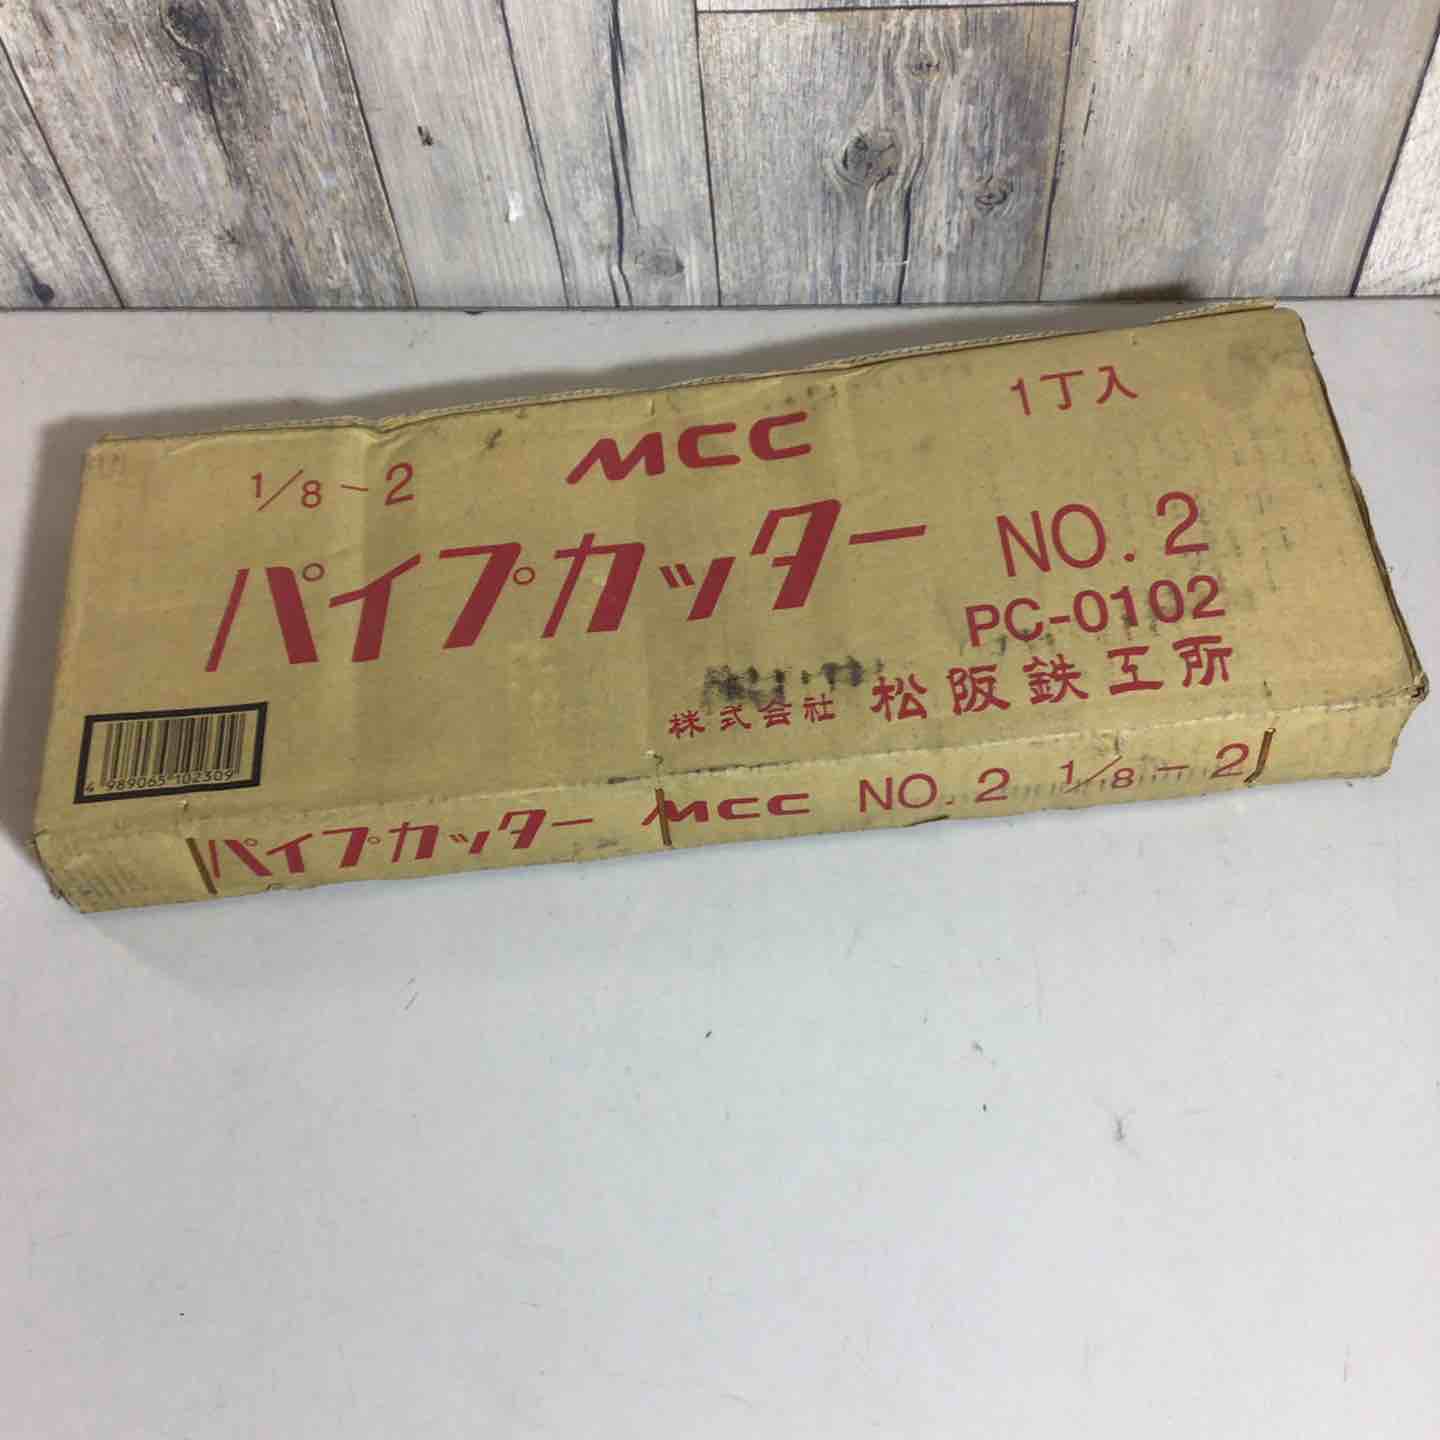 1/8-2
MCC
1丁入
パイプカッター
NO. 2
PC-0102
株式会社 松阪鉄工所
4 989065 102309
パイプカッター MCC NO. 2 1/8-2